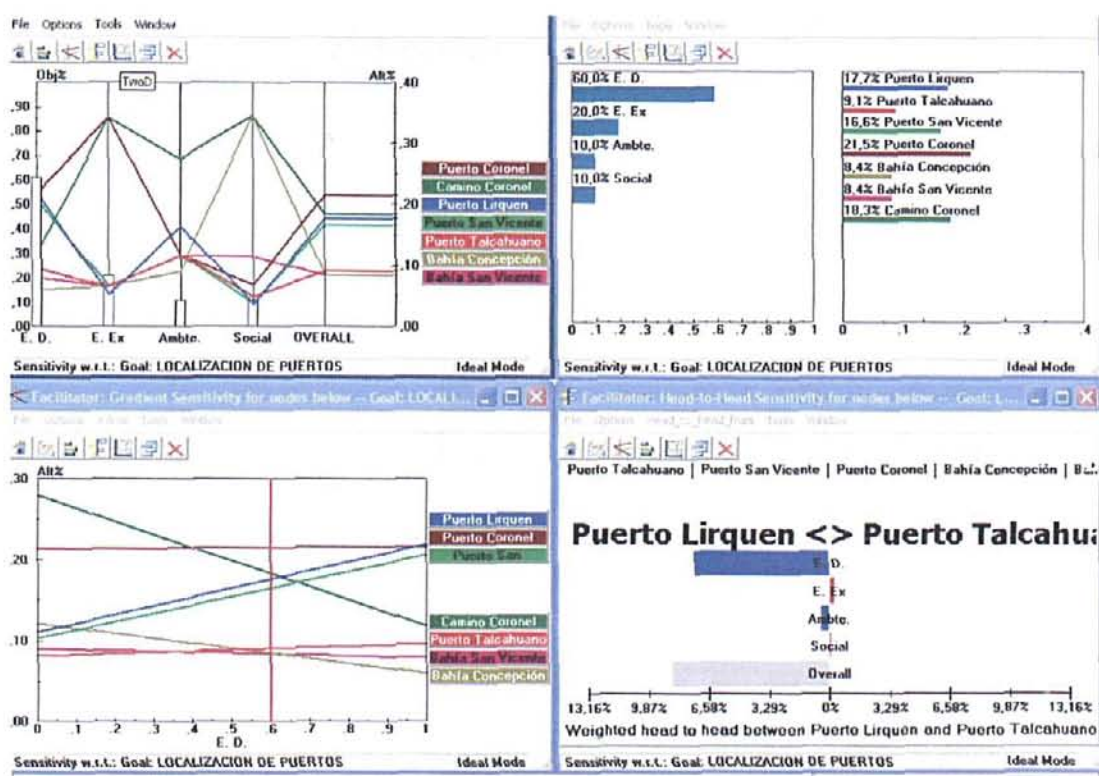 File Options Tools Window
Obj% Alt%
TwoD
.90
.80
.70
.60
.50
.40
.30
.20
.10
.00
.40
.30
.20
.10
.00
Puerto Coronel
Camino Coronel
Puerto Lirquen
Puerto San Vicente
Puerto Talcahuano
Bahía Concepción
Bahía San Vicente
E. D. E. Ex Ambte. Social OVERALL
Sensitivity w.r.t.: Goal: LOCALIZACION DE PUERTOS Ideal Mode
60,0% E. D.
20,0% E. Ex
10,0% Ambte.
10,0% Social
0 .1 .2 .3 .4 .5 .6 .7 .8 .9 1
17,7% Puerto Lirquen
9,1% Puerto Talcahuano
16,6% Puerto San Vicente
21,5% Puerto Coronel
8,4% Bahía Concepción
8,4% Bahía San Vicente
18,3% Camino Coronel
0 .1 .2 .3 .4
Sensitivity w.r.t.: Goal: LOCALIZACION DE PUERTOS Ideal Mode
Facilitator: Gradient Sensitivity for nodes below -- Goal: LOCALI...
Alt%
.30
.20
.10
.00
Puerto Lirquen
Puerto Coronel
Puerto San
Camino Coronel
Puerto Talcahuano
Bahía San Vicente
Bahía Concepción
0 .1 .2 .3 .4 .5 .6 .7 .8 .9 1
E. D.
Sensitivity w.r.t.: Goal: LOCALIZACION DE PUERTOS Ideal Mode
Facilitator: Head-to-Head Sensitivity for nodes below -- Goal: L...
Puerto Talcahuano | Puerto San Vicente | Puerto Coronel | Bahía Concepción |
Puerto Lirquen <> Puerto Talcahu
E. D.
E. Ex
Ambte.
Social
Overall
13,16% 9,87% 6,58% 3,29% 0% 3,29% 6,58% 9,87% 13,16%
Weighted head to head between Puerto Lirquen and Puerto Talcahuano
Sensitivity w.r.t.: Goal: LOCALIZACION DE PUERTOS Ideal Mode